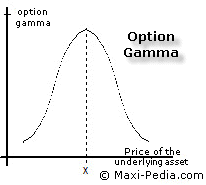 option
gamma
Option
Gamma
Price of the
underlying asset
X
© Maxi-Pedia.com